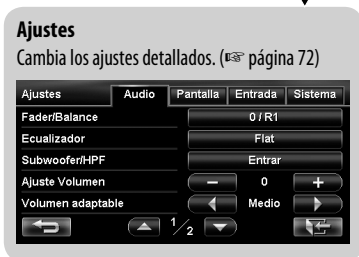 Ajustes
Cambia los ajustes detallados. (☞ página 72)
Ajustes Audio Pantalla Entrada Sistema
Fader/Balance 0 / R1
Ecualizador Flat
Subwoofer/HPF Entrar
Ajuste Volumen − 0 +
Volumen adaptable Medio
1/2